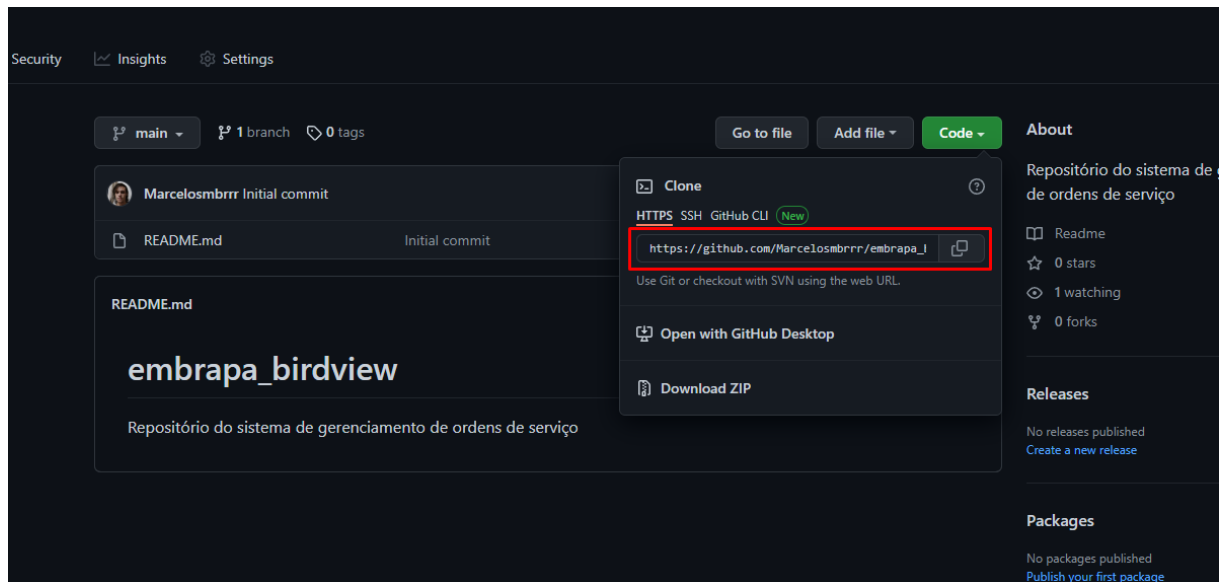 Security Insights Settings
main 1 branch 0 tags Go to file Add file Code
Marcelosmbrrr Initial commit
README.md Initial commit
README.md
embrapa_birdview
Repositório do sistema de gerenciamento de ordens de serviço
Clone
HTTPS SSH GitHub CLI New
https://github.com/Marcelosmbrrr/embrapa_
Use Git or checkout with SVN using the web URL.
Open with GitHub Desktop
Download ZIP
About
Repositório do sistema de
de ordens de serviço
Readme
0 stars
1 watching
0 forks
Releases
No releases published
Create a new release
Packages
No packages published
Publish your first package